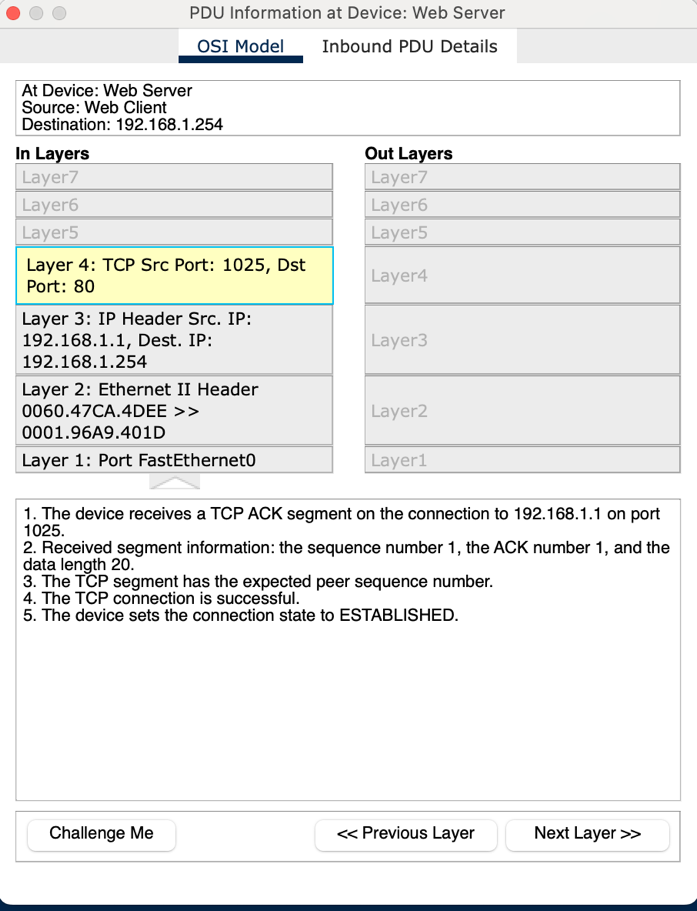 PDU Information at Device: Web Server
OSI Model
Inbound PDU Details
At Device: Web Server
Source: Web Client
Destination: 192.168.1.254
In Layers
Layer7
Layer6
Layer5
Layer 4: TCP Src Port: 1025, Dst
Port: 80
Layer 3: IP Header Src. IP:
192.168.1.1, Dest. IP:
192.168.1.254
Layer 2: Ethernet II Header
0060.47CA.4DEE >>
0001.96A9.401D
Layer 1: Port FastEthernet0
Out Layers
Layer7
Layer6
Layer5
Layer4
Layer3
Layer2
Layer1
1. The device receives a TCP ACK segment on the connection to 192.168.1.1 on port
1025.
2. Received segment information: the sequence number 1, the ACK number 1, and the
data length 20.
3. The TCP segment has the expected peer sequence number.
4. The TCP connection is successful.
5. The device sets the connection state to ESTABLISHED.
Challenge Me
<< Previous Layer
Next Layer >>